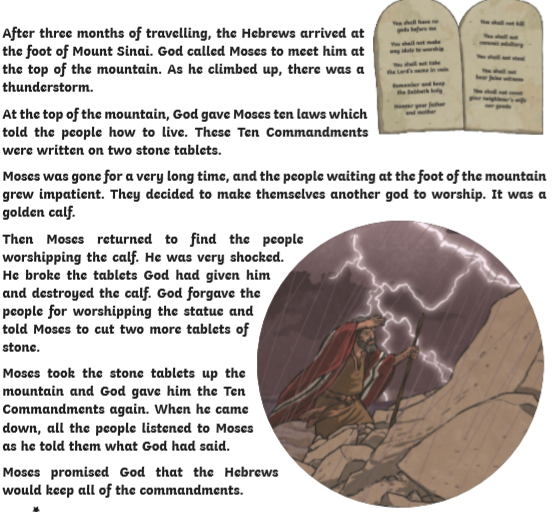 After three months of travelling, the Hebrews arrived at
the foot of Mount Sinai. God called Moses to meet him at
the top of the mountain. As he climbed up, there was a
thunderstorm.
At the top of the mountain, God gave Moses ten laws which
told the people how to live. These Ten Commandments
were written on two stone tablets.
You shall have no
gods before me
You shall not make
any idols to worship
You shall not take
the Lord's name in vain
Remember and keep
the Sabbath holy
Honour your father
and mother
You shall not kill
You shall not
commit adultery
You shall not steal
You shall not
bear false witness
You shall not covet
your neighbour's wife
nor goods
Moses was gone for a very long time, and the people waiting at the foot of the mountain
grew impatient. They decided to make themselves another god to worship. It was a
golden calf.
Then Moses returned to find the people
worshipping the calf. He was very shocked.
He broke the tablets God had given him
and destroyed the calf. God forgave the
people for worshipping the statue and
told Moses to cut two more tablets of
stone.
Moses took the stone tablets up the
mountain and God gave him the Ten
Commandments again. When he came
down, all the people listened to Moses
as he told them what God had said.
Moses promised God that the Hebrews
would keep all of the commandments.